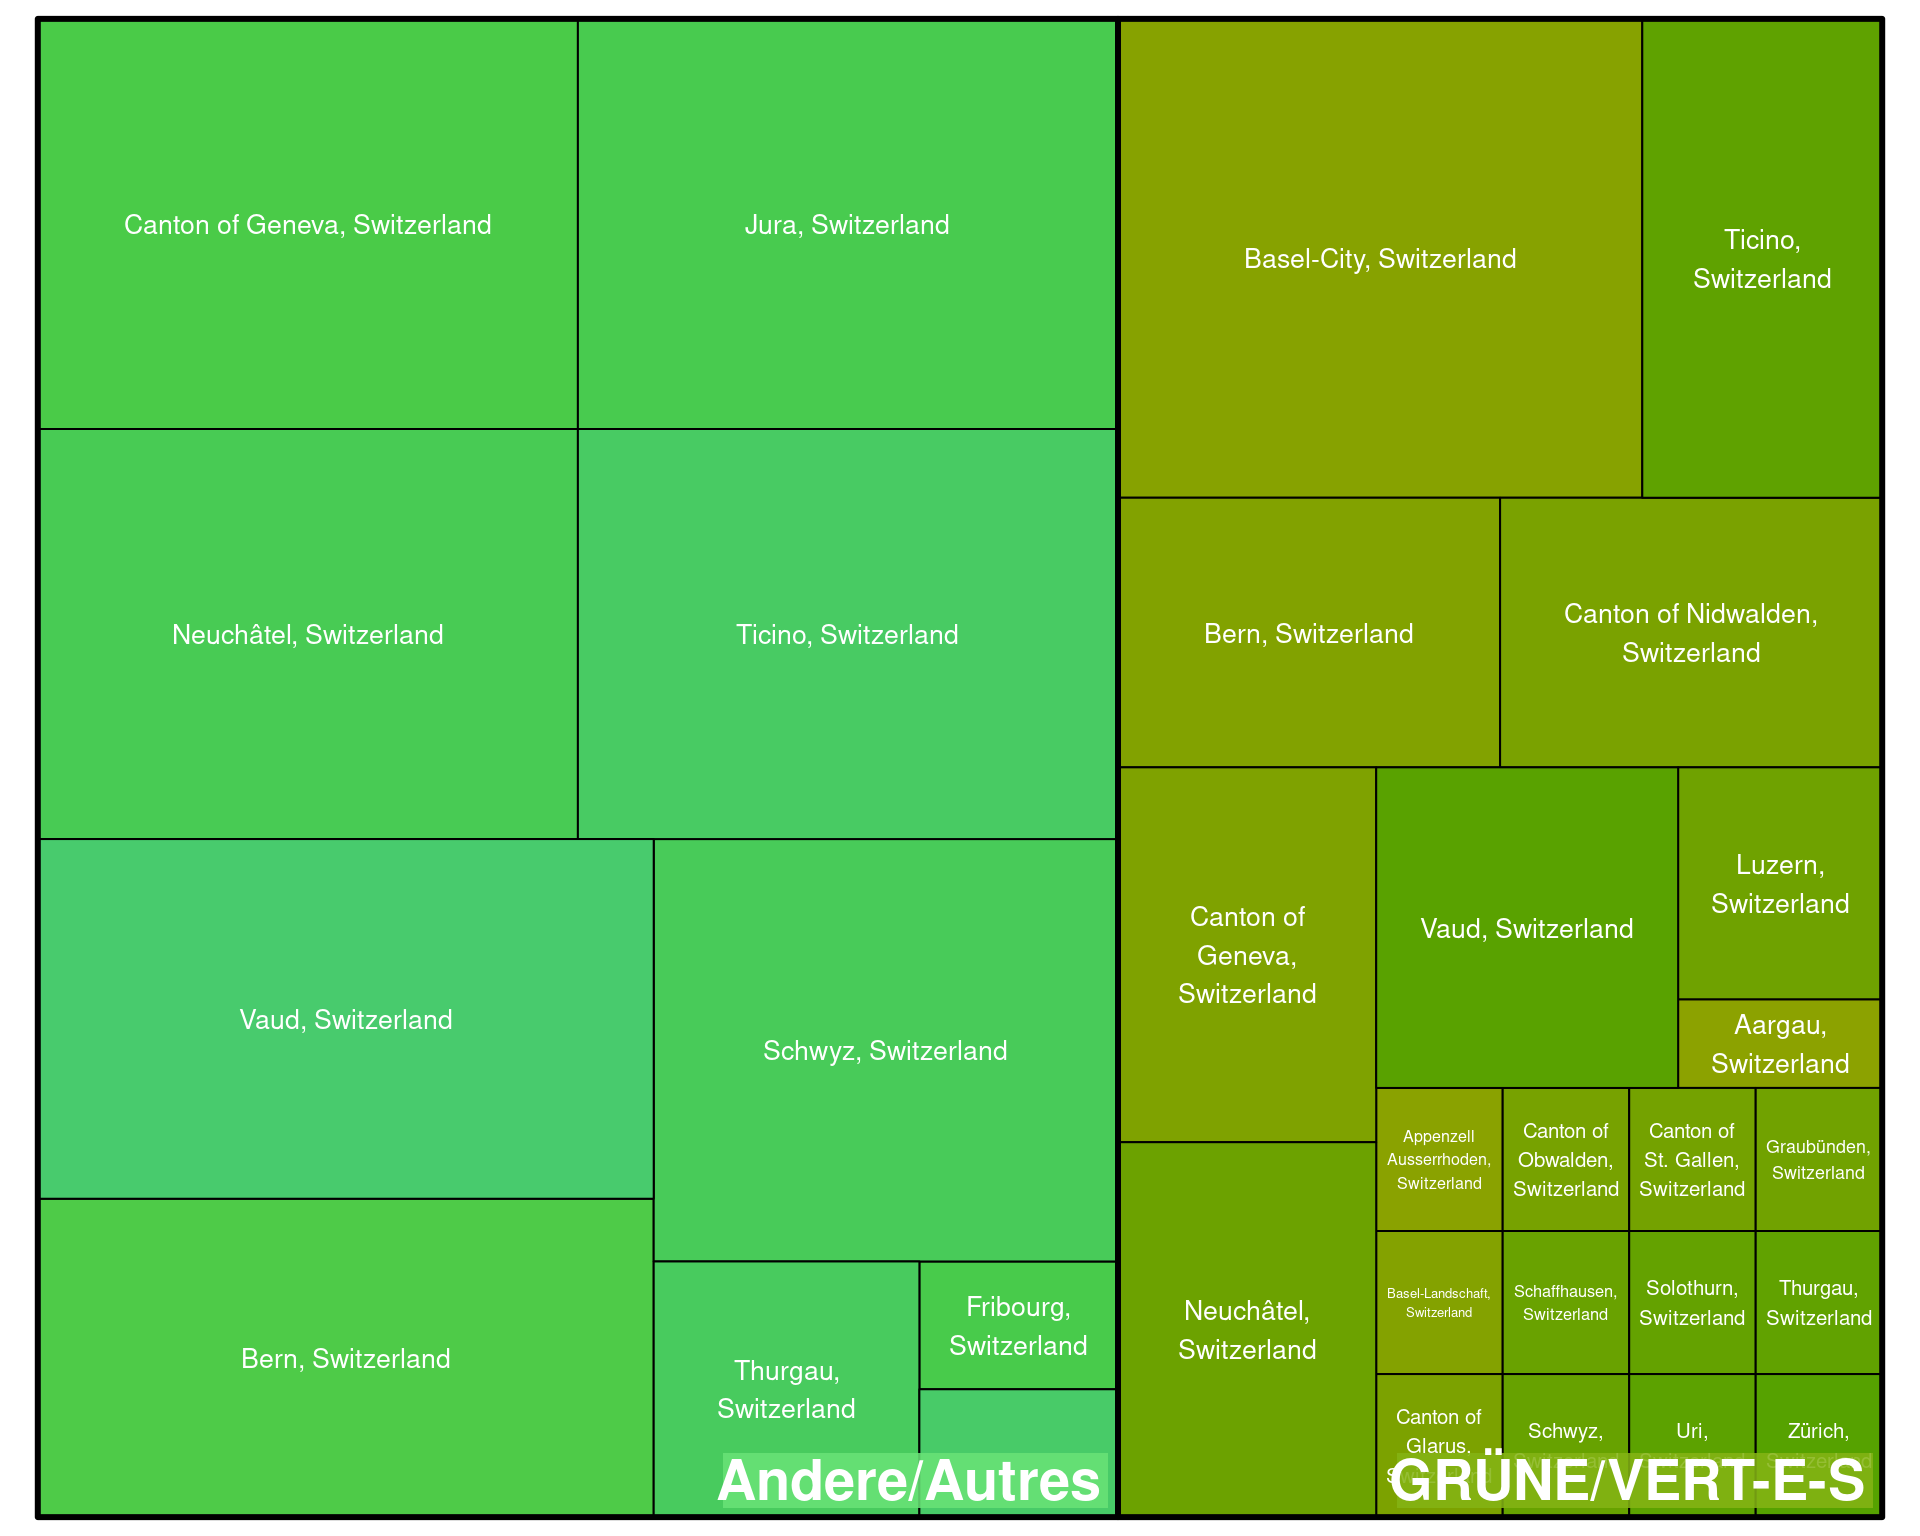 Canton of Geneva, Switzerland
Jura, Switzerland
Neuchâtel, Switzerland
Ticino, Switzerland
Vaud, Switzerland
Schwyz, Switzerland
Bern, Switzerland
Thurgau,
Switzerland
Fribourg,
Switzerland
Andere/Autres
Basel-City, Switzerland
Ticino,
Switzerland
Bern, Switzerland
Canton of Nidwalden,
Switzerland
Canton of
Geneva,
Switzerland
Vaud, Switzerland
Luzern,
Switzerland
Aargau,
Switzerland
Neuchâtel,
Switzerland
Appenzell
Ausserrhoden,
Switzerland
Canton of
Obwalden,
Switzerland
Canton of
St. Gallen,
Switzerland
Graubünden,
Switzerland
Basel-Landschaft,
Switzerland
Schaffhausen,
Switzerland
Solothurn,
Switzerland
Thurgau,
Switzerland
Canton of
Glarus,
Schwyz,
Uri,
Zürich,
Switzerland
GRÜNE/VERT-E-S